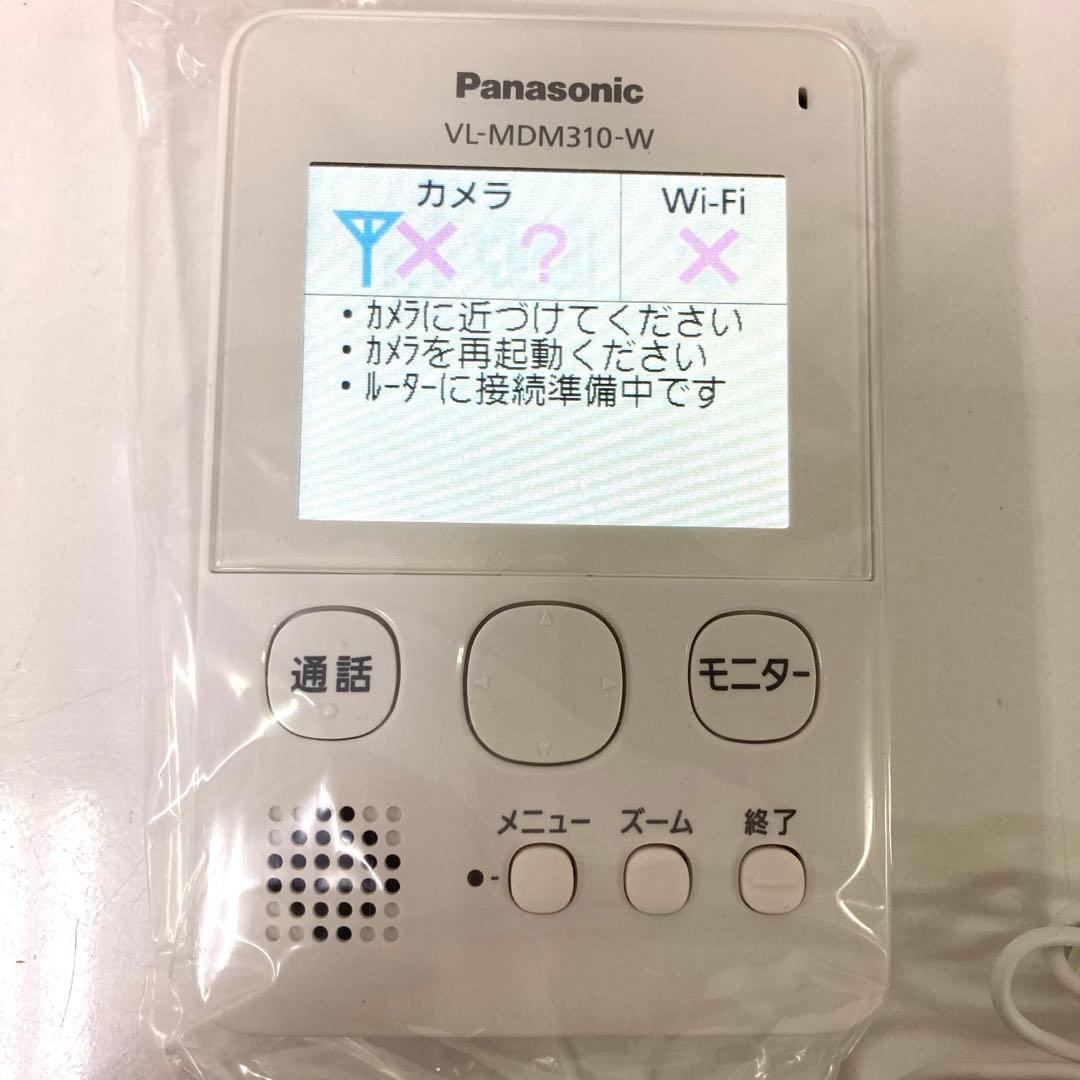 Panasonic
VL-MDM310-W
カメラ
Wi-Fi
?
・ｶﾒﾗに近づけてください
・ｶﾒﾗを再起動ください
・ﾙｰﾀｰに接続準備中です
通話
モニター
メニュー
ズーム
終了